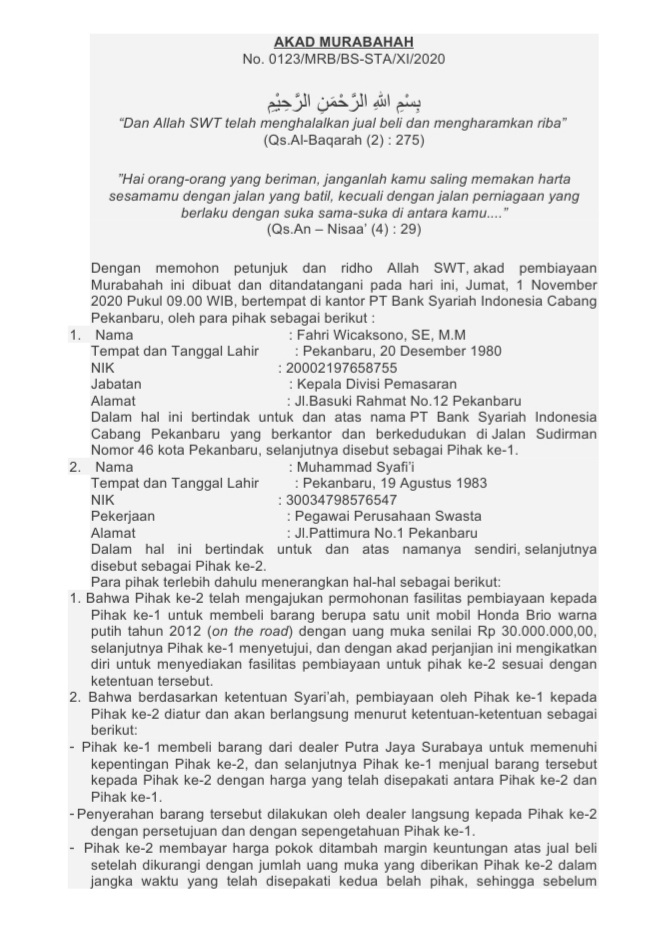 AKAD MURABAHAH
No. 0123/MRB/BS-STA/XI/2020
بِسْمِ اللهِ الرَّحْمَنِ الرَّحِيْمِ
“Dan Allah SWT telah menghalalkan jual beli dan mengharamkan riba”
(Qs.Al-Baqarah (2) : 275)
”Hai orang-orang yang beriman, janganlah kamu saling memakan harta
sesamamu dengan jalan yang batil, kecuali dengan jalan perniagaan yang
berlaku dengan suka sama-suka di antara kamu....”
(Qs.An – Nisaa’ (4) : 29)
Dengan memohon petunjuk dan ridho Allah SWT, akad pembiayaan
Murabahah ini dibuat dan ditandatangani pada hari ini, Jumat, 1 November
2020 Pukul 09.00 WIB, bertempat di kantor PT Bank Syariah Indonesia Cabang
Pekanbaru, oleh para pihak sebagai berikut :
1. Nama : Fahri Wicaksono, SE, M.M
Tempat dan Tanggal Lahir : Pekanbaru, 20 Desember 1980
NIK : 20002197658755
Jabatan : Kepala Divisi Pemasaran
Alamat : Jl.Basuki Rahmat No.12 Pekanbaru
Dalam hal ini bertindak untuk dan atas nama PT Bank Syariah Indonesia
Cabang Pekanbaru yang berkantor dan berkedudukan di Jalan Sudirman
Nomor 46 kota Pekanbaru, selanjutnya disebut sebagai Pihak ke-1.
2. Nama : Muhammad Syafi’i
Tempat dan Tanggal Lahir : Pekanbaru, 19 Agustus 1983
NIK : 30034798576547
Pekerjaan : Pegawai Perusahaan Swasta
Alamat : Jl.Pattimura No.1 Pekanbaru
Dalam hal ini bertindak untuk dan atas namanya sendiri, selanjutnya
disebut sebagai Pihak ke-2.
Para pihak terlebih dahulu menerangkan hal-hal sebagai berikut:
1. Bahwa Pihak ke-2 telah mengajukan permohonan fasilitas pembiayaan kepada
Pihak ke-1 untuk membeli barang berupa satu unit mobil Honda Brio warna
putih tahun 2012 (on the road) dengan uang muka senilai Rp 30.000.000,00,
selanjutnya Pihak ke-1 menyetujui, dan dengan akad perjanjian ini mengikatkan
diri untuk menyediakan fasilitas pembiayaan untuk pihak ke-2 sesuai dengan
ketentuan tersebut.
2. Bahwa berdasarkan ketentuan Syari’ah, pembiayaan oleh Pihak ke-1 kepada
Pihak ke-2 diatur dan akan berlangsung menurut ketentuan-ketentuan sebagai
berikut:
- Pihak ke-1 membeli barang dari dealer Putra Jaya Surabaya untuk memenuhi
kepentingan Pihak ke-2, dan selanjutnya Pihak ke-1 menjual barang tersebut
kepada Pihak ke-2 dengan harga yang telah disepakati antara Pihak ke-2 dan
Pihak ke-1.
- Penyerahan barang tersebut dilakukan oleh dealer langsung kepada Pihak ke-2
dengan persetujuan dan dengan sepengetahuan Pihak ke-1.
- Pihak ke-2 membayar harga pokok ditambah margin keuntungan atas jual beli
setelah dikurangi dengan jumlah uang muka yang diberikan Pihak ke-2 dalam
jangka waktu yang telah disepakati kedua belah pihak, sehingga sebelum